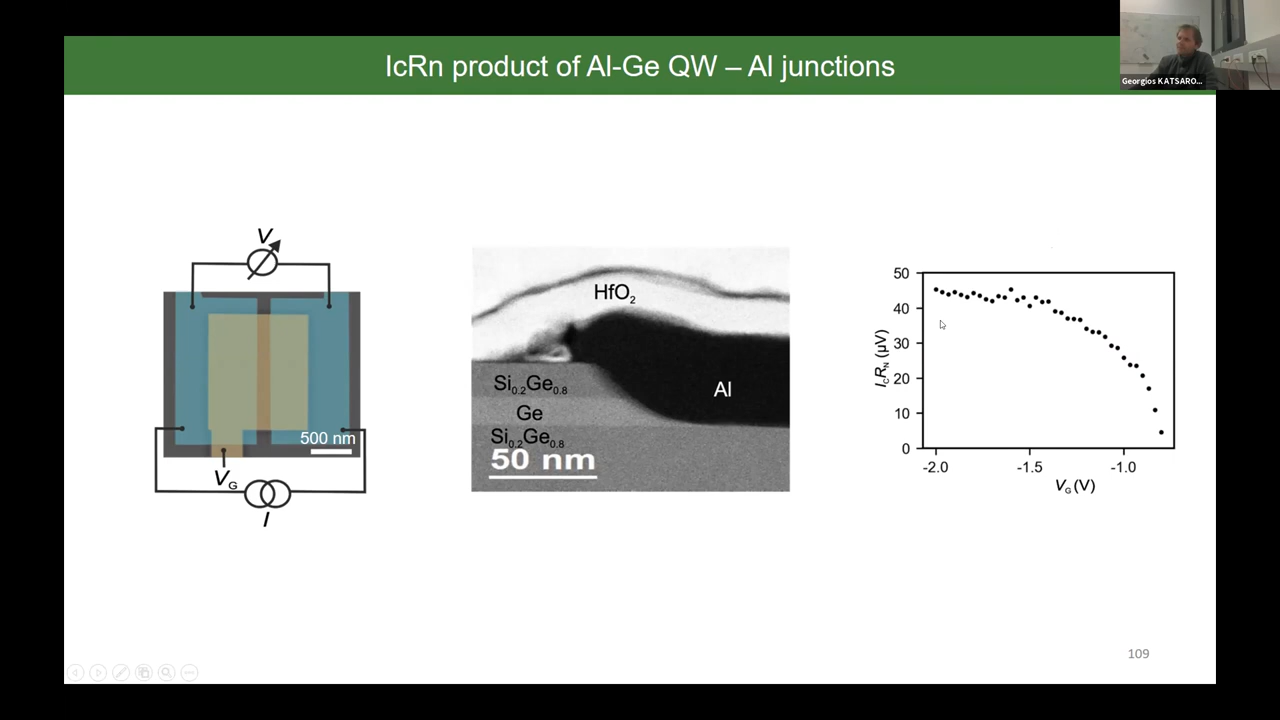 IcRn product of Al-Ge QW – Al junctions
Georgios KATSARO...
V
500 nm
V_G
I
HfO₂
Si₀.₂Ge₀.₈
Al
Ge
Si₀.₂Ge₀.₈
50 nm
50
40
30
20
10
0
I_cR_N (µV)
-2.0 -1.5 -1.0
V_G (V)
109